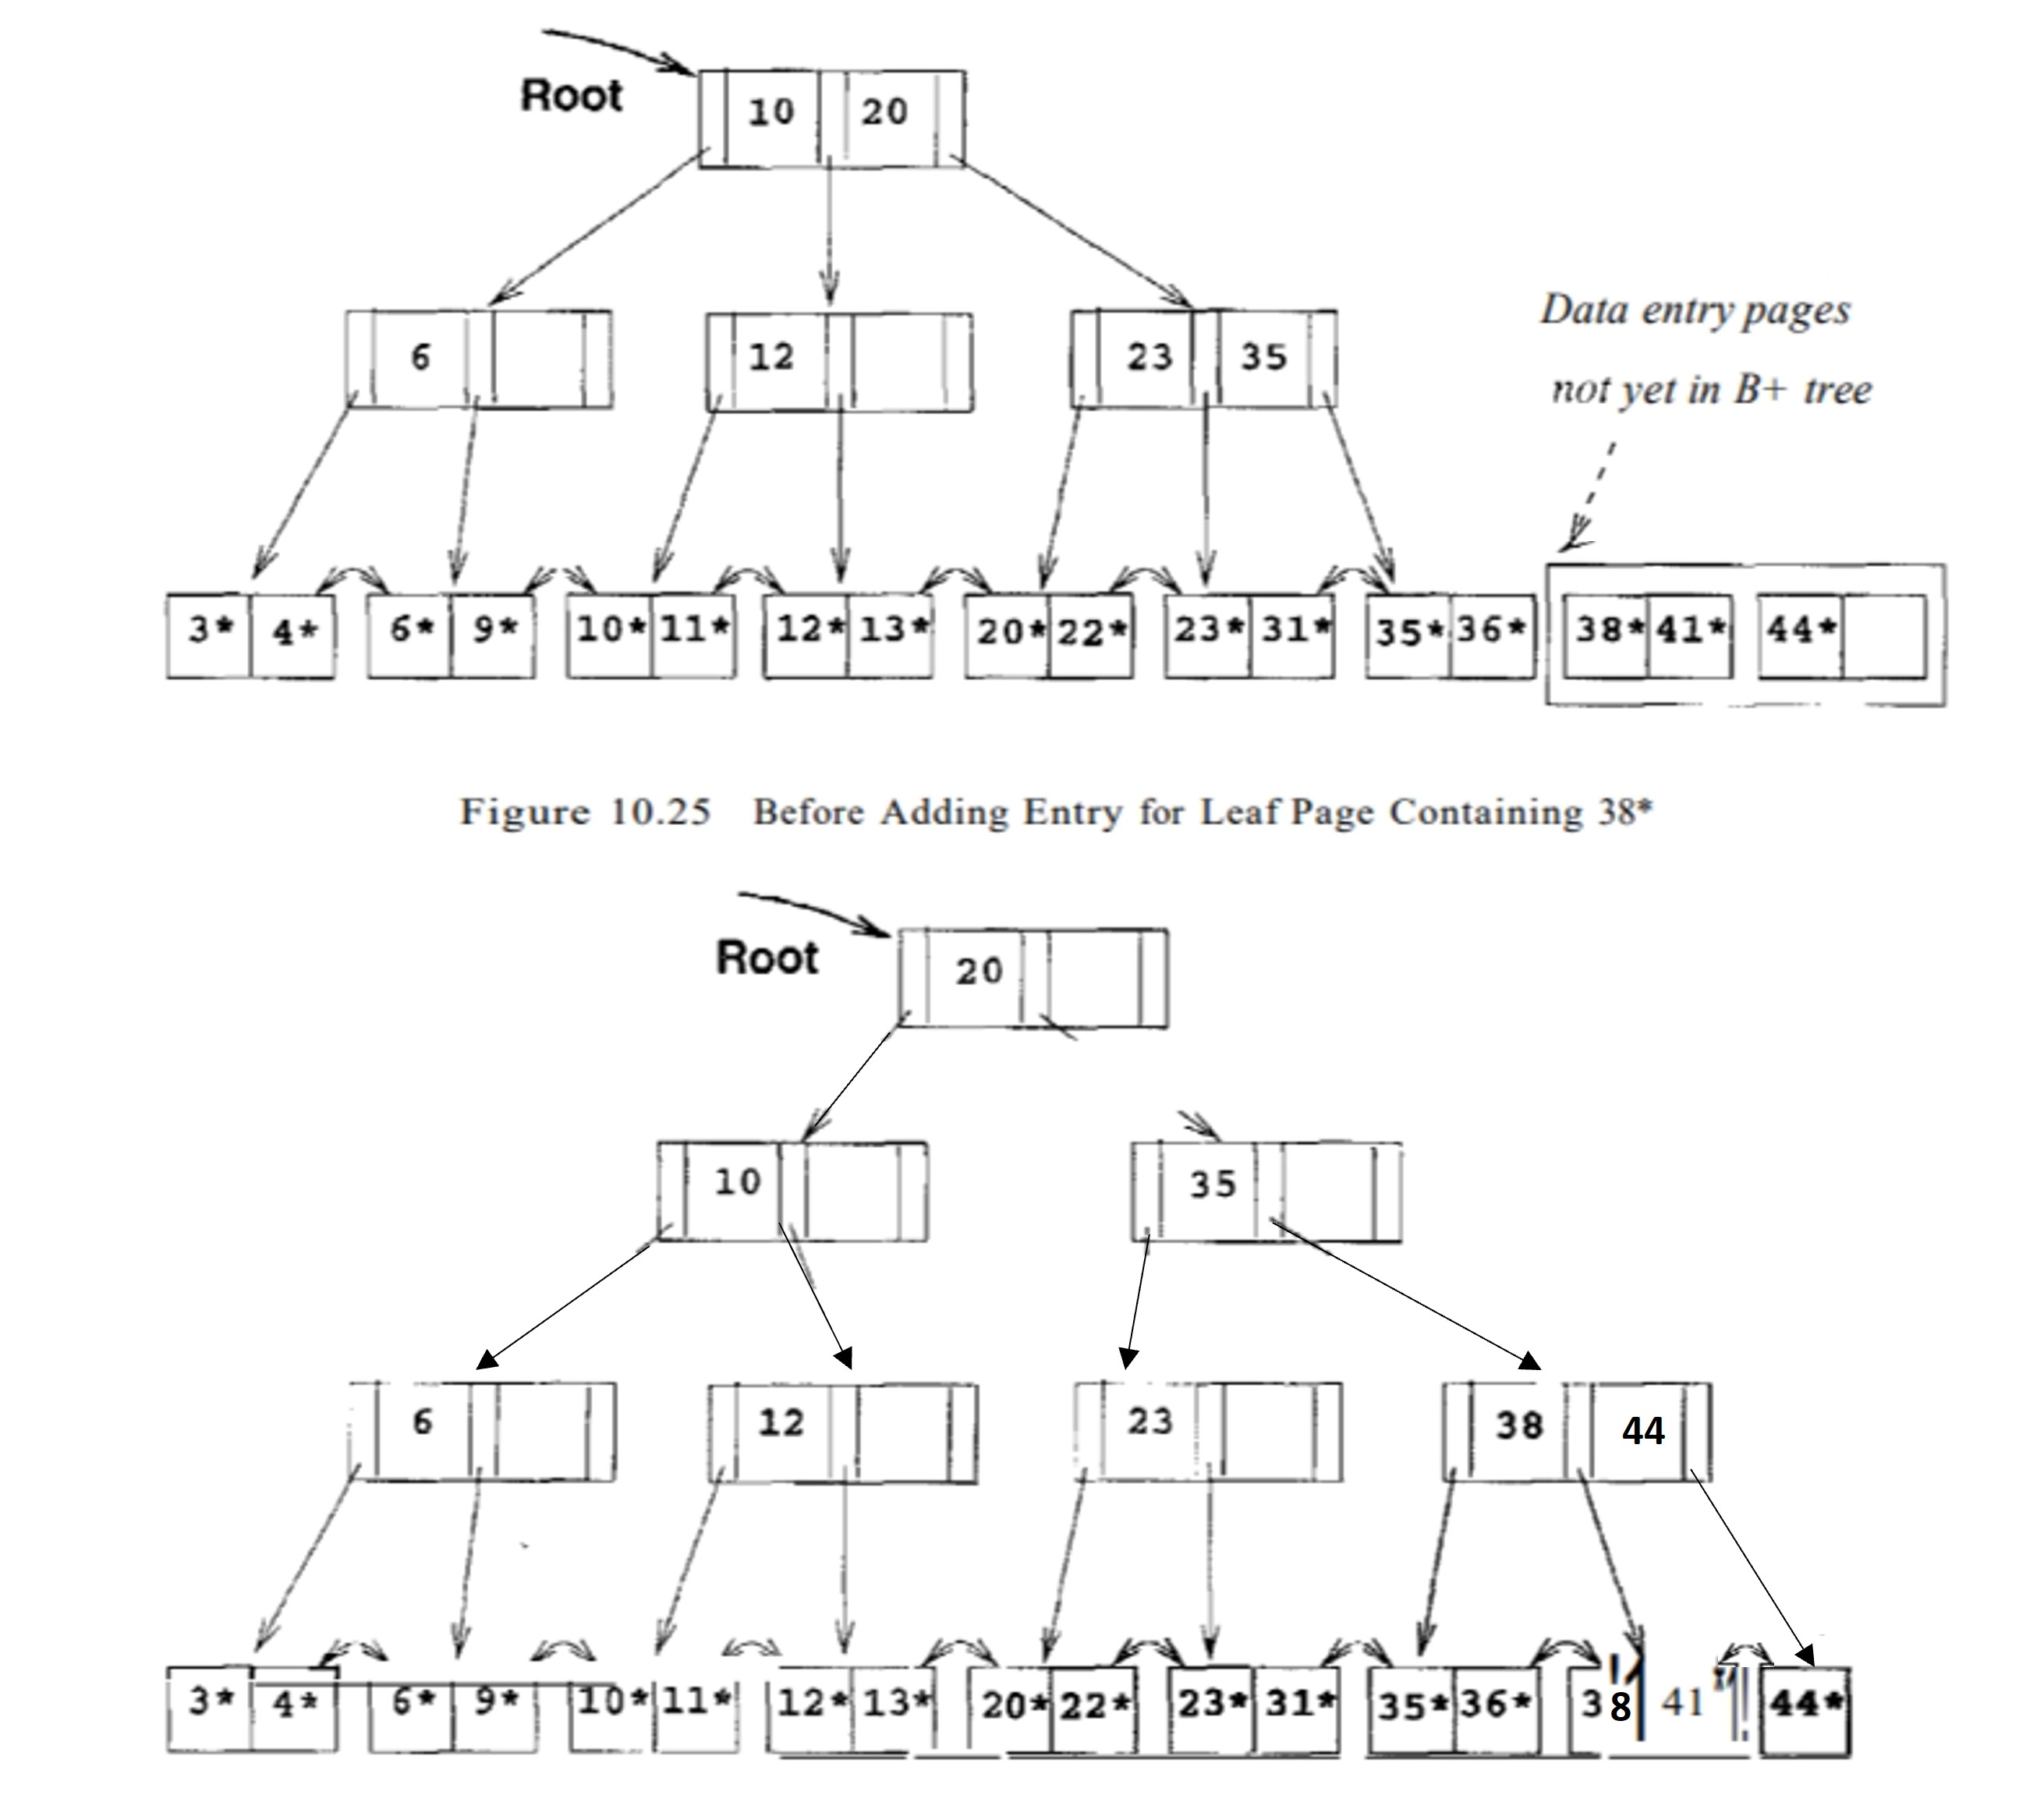 Root
10 20
6 12 23 35
Data entry pages
not yet in B+ tree
3* 4* 6* 9* 10* 11* 12* 13* 20* 22* 23* 31* 35* 36* 38* 41* 44*
Figure 10.25 Before Adding Entry for Leaf Page Containing 38*
Root
20
10 35
6 12 23 38 44
3* 4* 6* 9* 10* 11* 12* 13* 20* 22* 23* 31* 35* 36* 38 41 44*